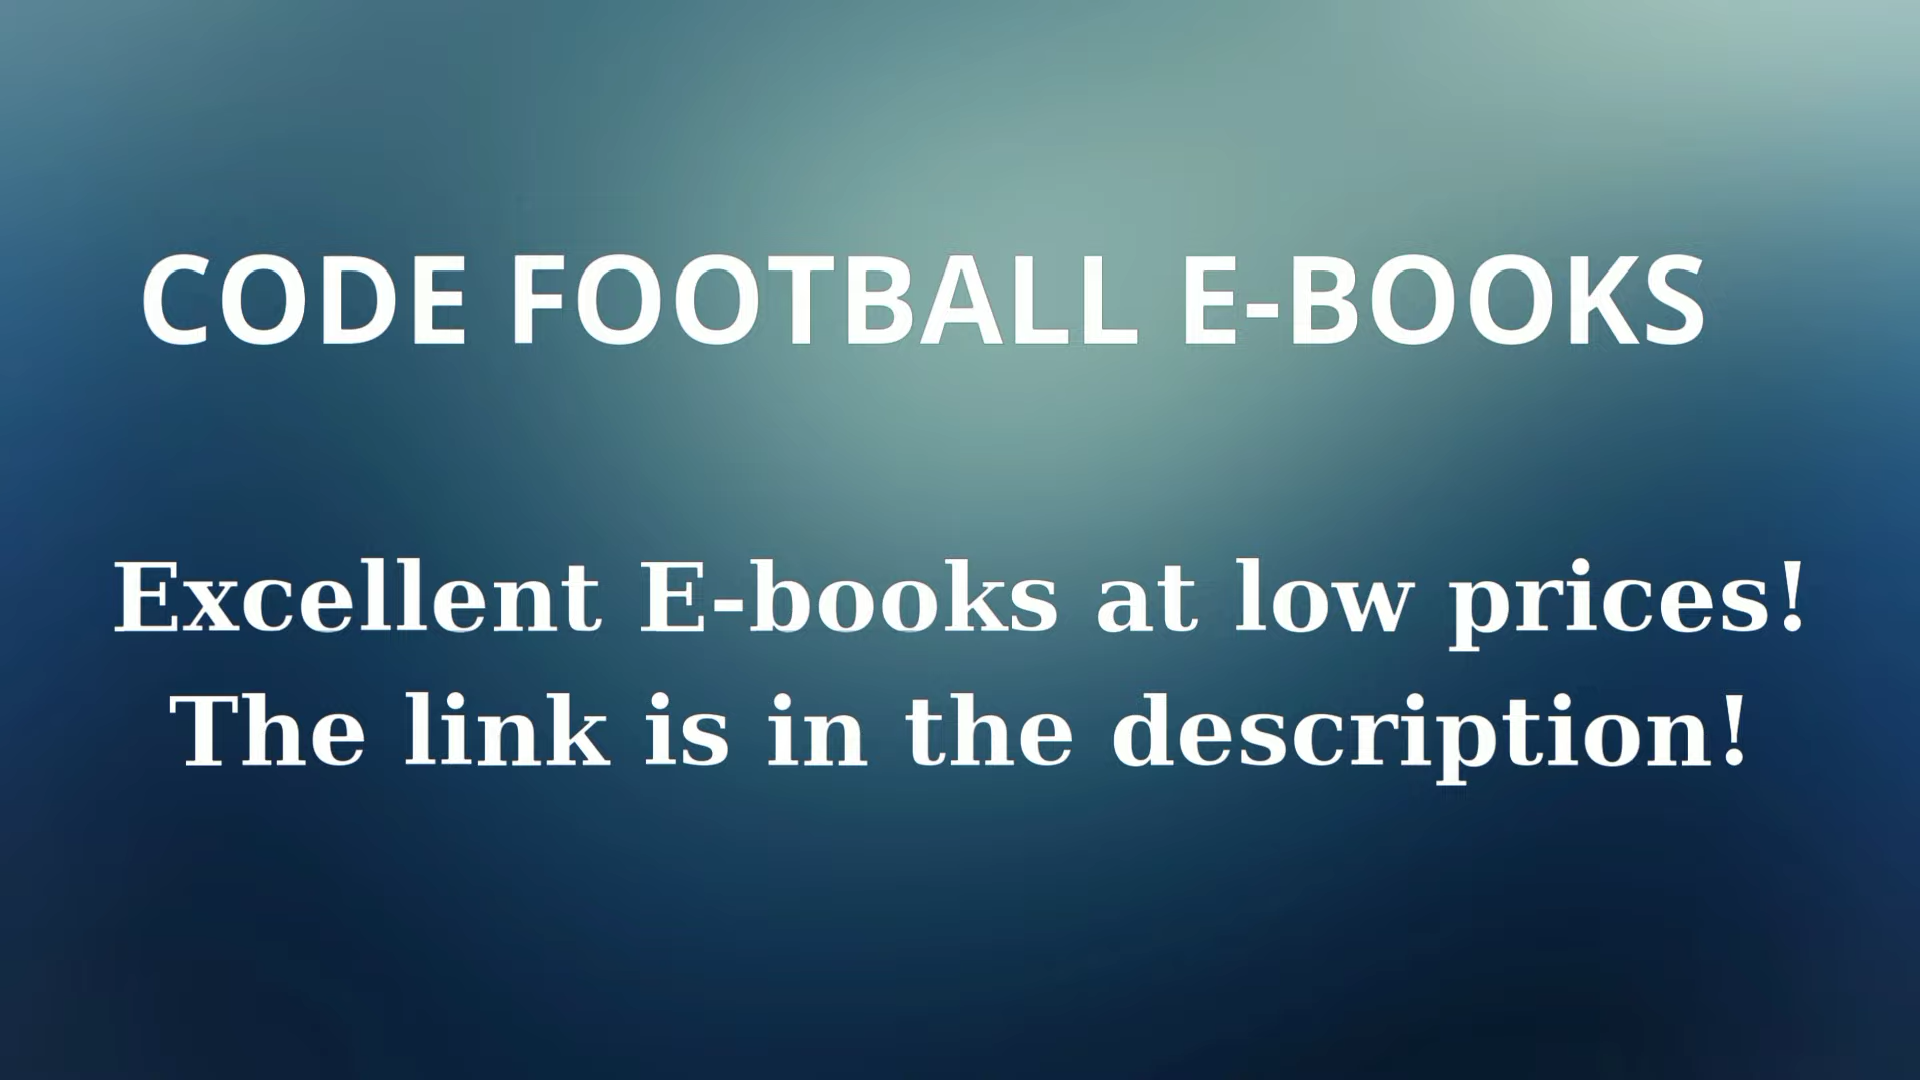 CODE FOOTBALL E-BOOKS
Excellent E-books at low prices!
The link is in the description!